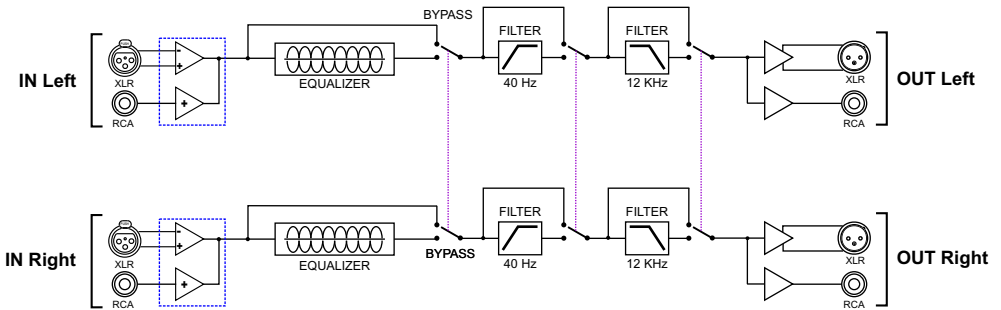 BYPASS
FILTER
FILTER
IN Left
XLR
EQUALIZER
40 Hz
12 KHz
XLR
OUT Left
RCA
RCA
FILTER
FILTER
IN Right
XLR
BYPASS
EQUALIZER
40 Hz
12 KHz
XLR
OUT Right
RCA
RCA